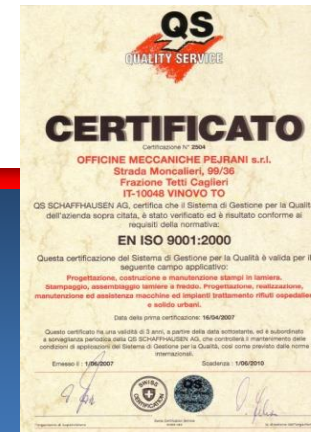 QS
QUALITY SERVICE
CERTIFICATO
Certificazione N° 2504
OFFICINE MECCANICHE PEJRANI s.r.l.
Strada Moncalieri, 99/36
Frazione Tetti Caglieri
IT-10048 VINOVO TO
QS SCHAFFHAUSEN AG, certifica che il Sistema di Gestione per la Qualità
dell'azienda sopra citata, è stato verificato ed è risultato conforme ai
requisiti della normativa:
EN ISO 9001:2000
Questa certificazione del Sistema di Gestione per la Qualità è valida per il
seguente campo applicativo:
Progettazione, costruzione e manutenzione stampi in lamiera.
Stampaggio, assemblaggio lamiere a freddo. Progettazione, realizzazione,
manutenzione ed assistenza macchine ed impianti trattamento rifiuti ospedalieri
e solido urbani.
Data della prima certificazione: 16/04/2007
Questo certificato ha una validità di 3 anni, a partire della data sottostante, ed è subordinato
a sorveglianza periodica della QS SCHAFFHAUSEN AG, che controllerà il mantenimento delle
condizioni di applicazioni del Sistema di Gestione per la Qualità, così come previsto dalle norme
internazionali.
Emesso il : 1/06/2007 Scadenza : 1/06/2010
SWISS
CERTIFICATION
QS